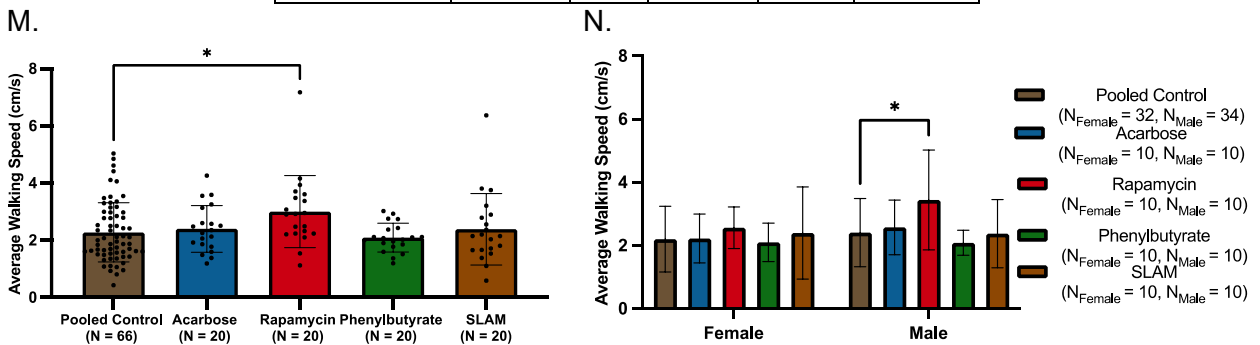 M.
*
Average Walking Speed (cm/s)
8
6
4
2
0
Pooled Control
(N = 66)
Acarbose
(N = 20)
Rapamycin
(N = 20)
Phenylbutyrate
(N = 20)
SLAM
(N = 20)
N.
*
Average Walking Speed (cm/s)
8
6
4
2
0
Female
Male
Pooled Control
(NFemale = 32, NMale = 34)
Acarbose
(NFemale = 10, NMale = 10)
Rapamycin
(NFemale = 10, NMale = 10)
Phenylbutyrate
(NFemale = 10, NMale = 10)
SLAM
(NFemale = 10, NMale = 10)